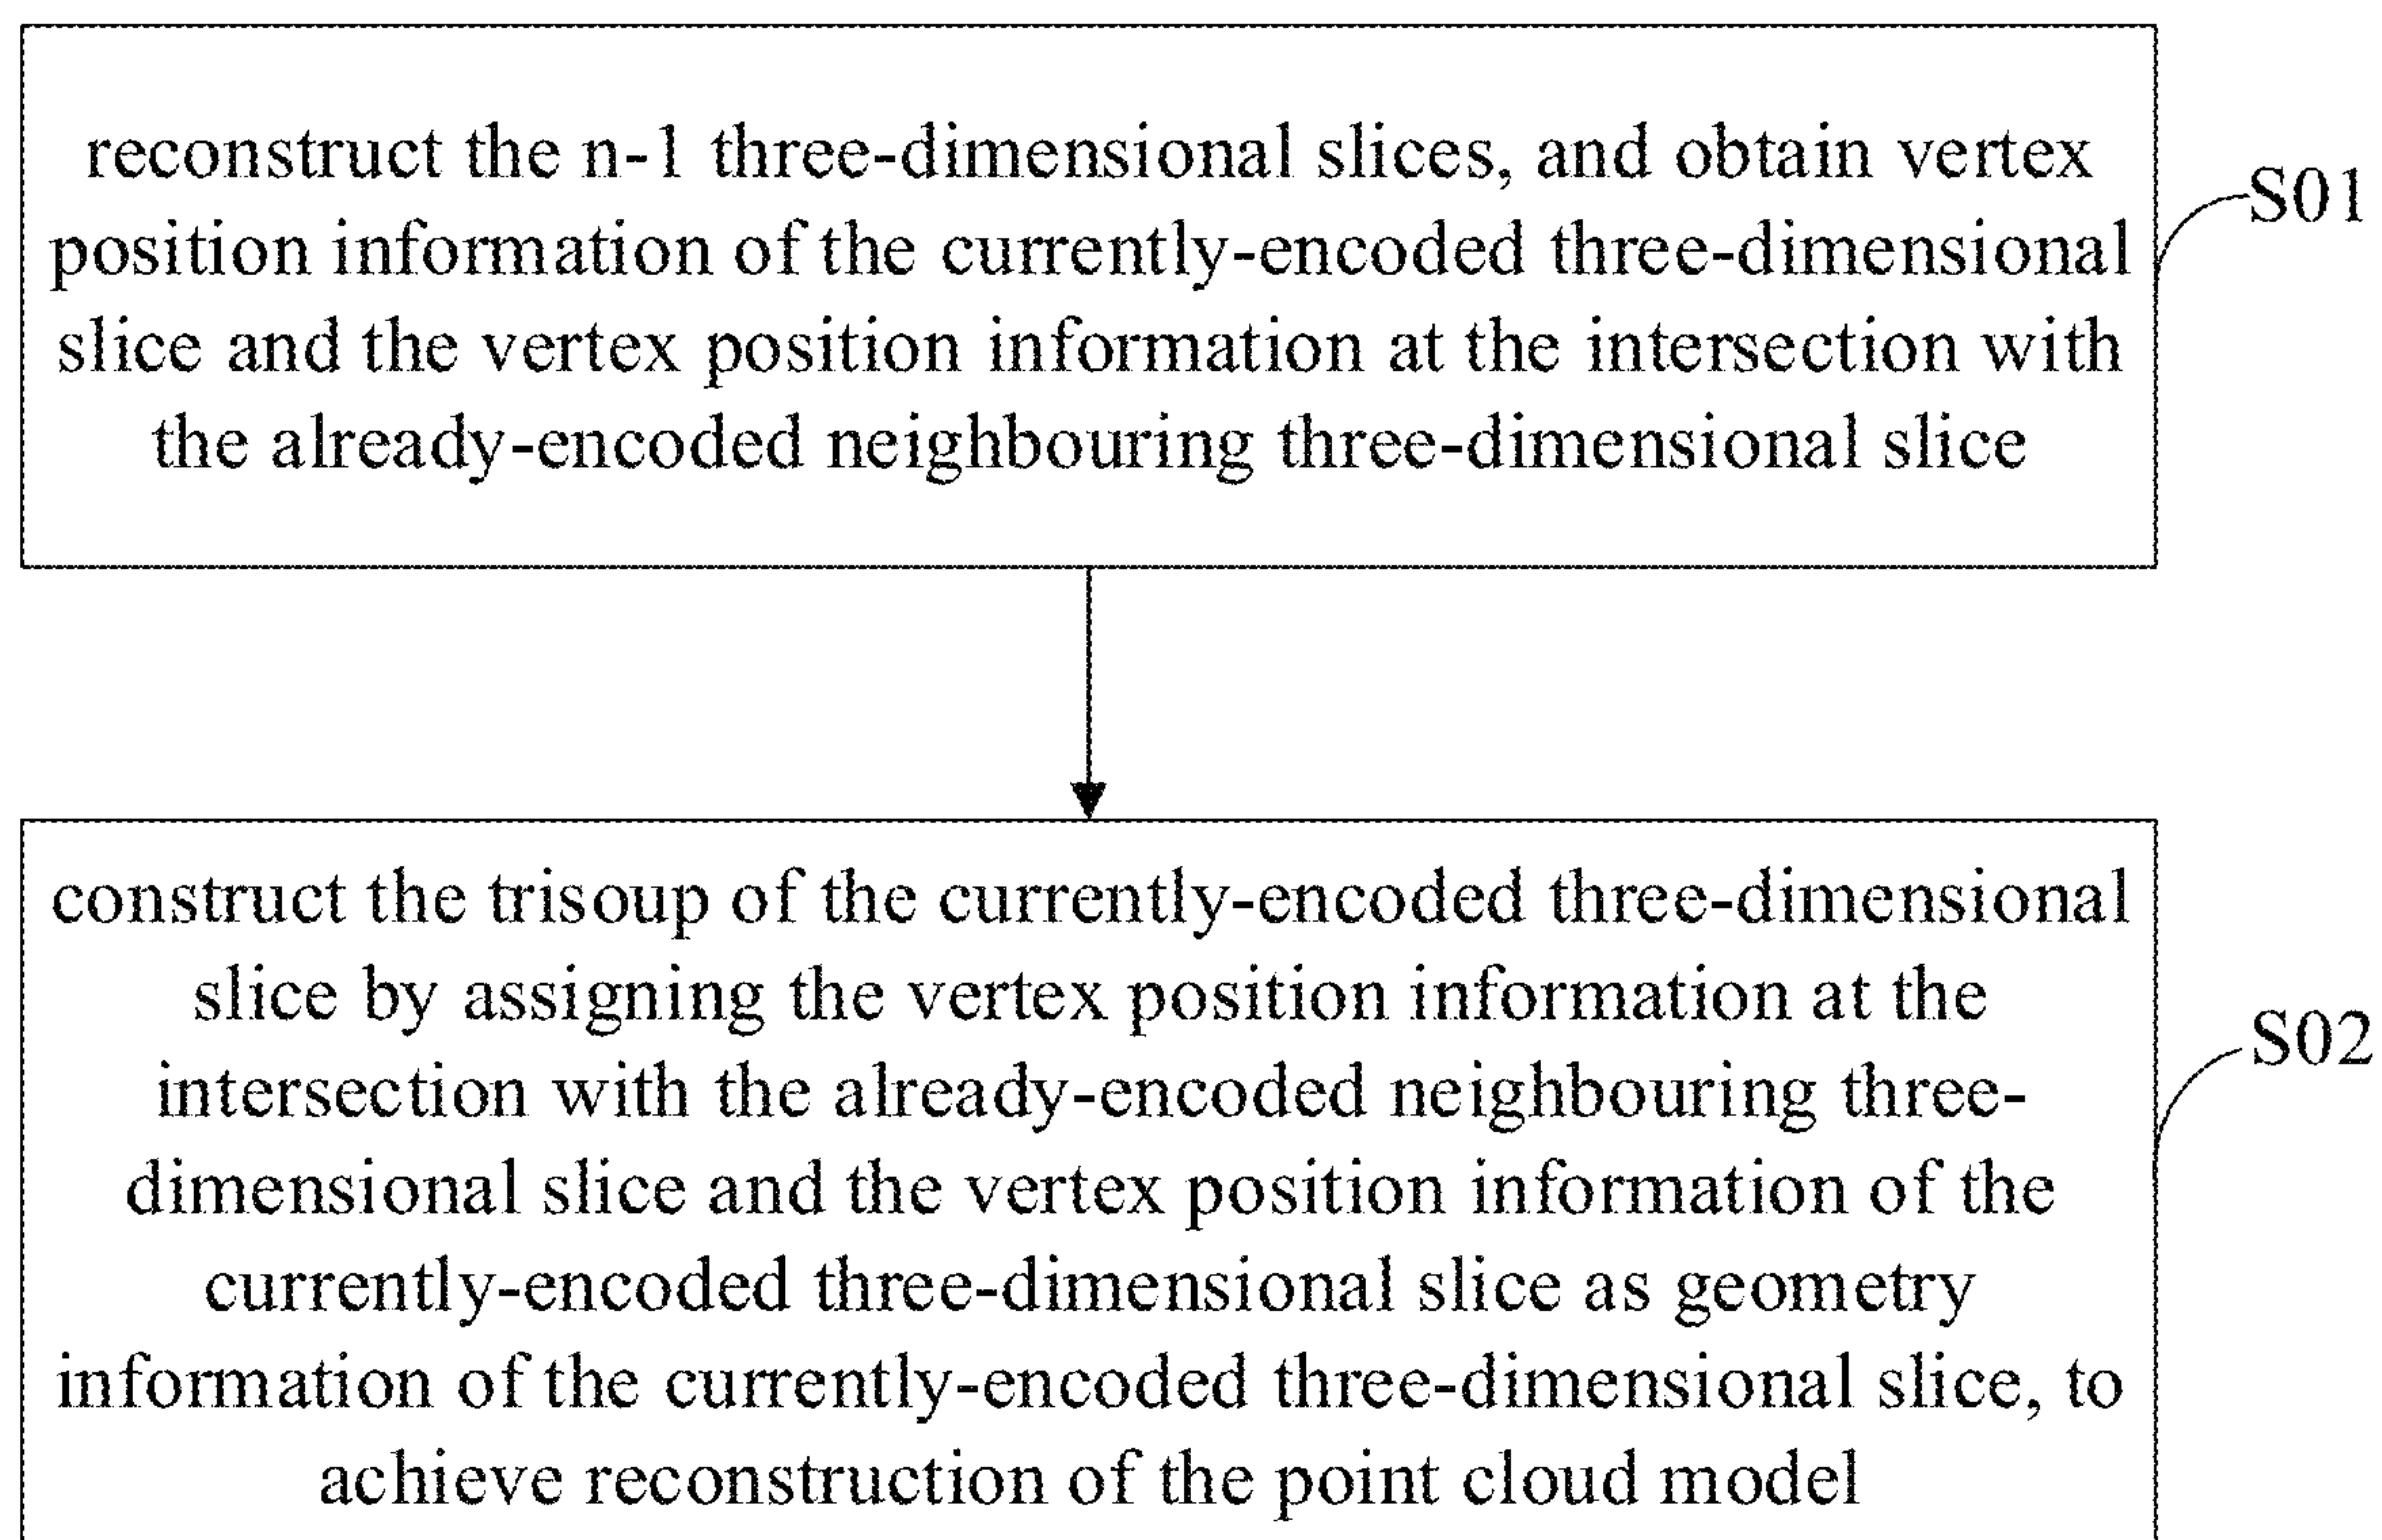 reconstruct the n-1 three-dimensional slices, and obtain vertex
position information of the currently-encoded three-dimensional
slice and the vertex position information at the intersection with
the already-encoded neighbouring three-dimensional slice
S01
construct the trisoup of the currently-encoded three-dimensional
slice by assigning the vertex position information at the
intersection with the already-encoded neighbouring three-
dimensional slice and the vertex position information of the
currently-encoded three-dimensional slice as geometry
information of the currently-encoded three-dimensional slice, to
achieve reconstruction of the point cloud model
S02